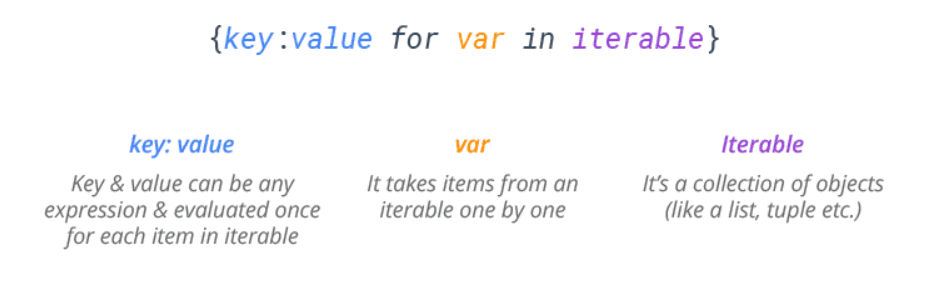 {key:value for var in iterable}
key: value
Key & value can be any
expression & evaluated once
for each item in iterable
var
It takes items from an
iterable one by one
Iterable
It’s a collection of objects
(like a list, tuple etc.)